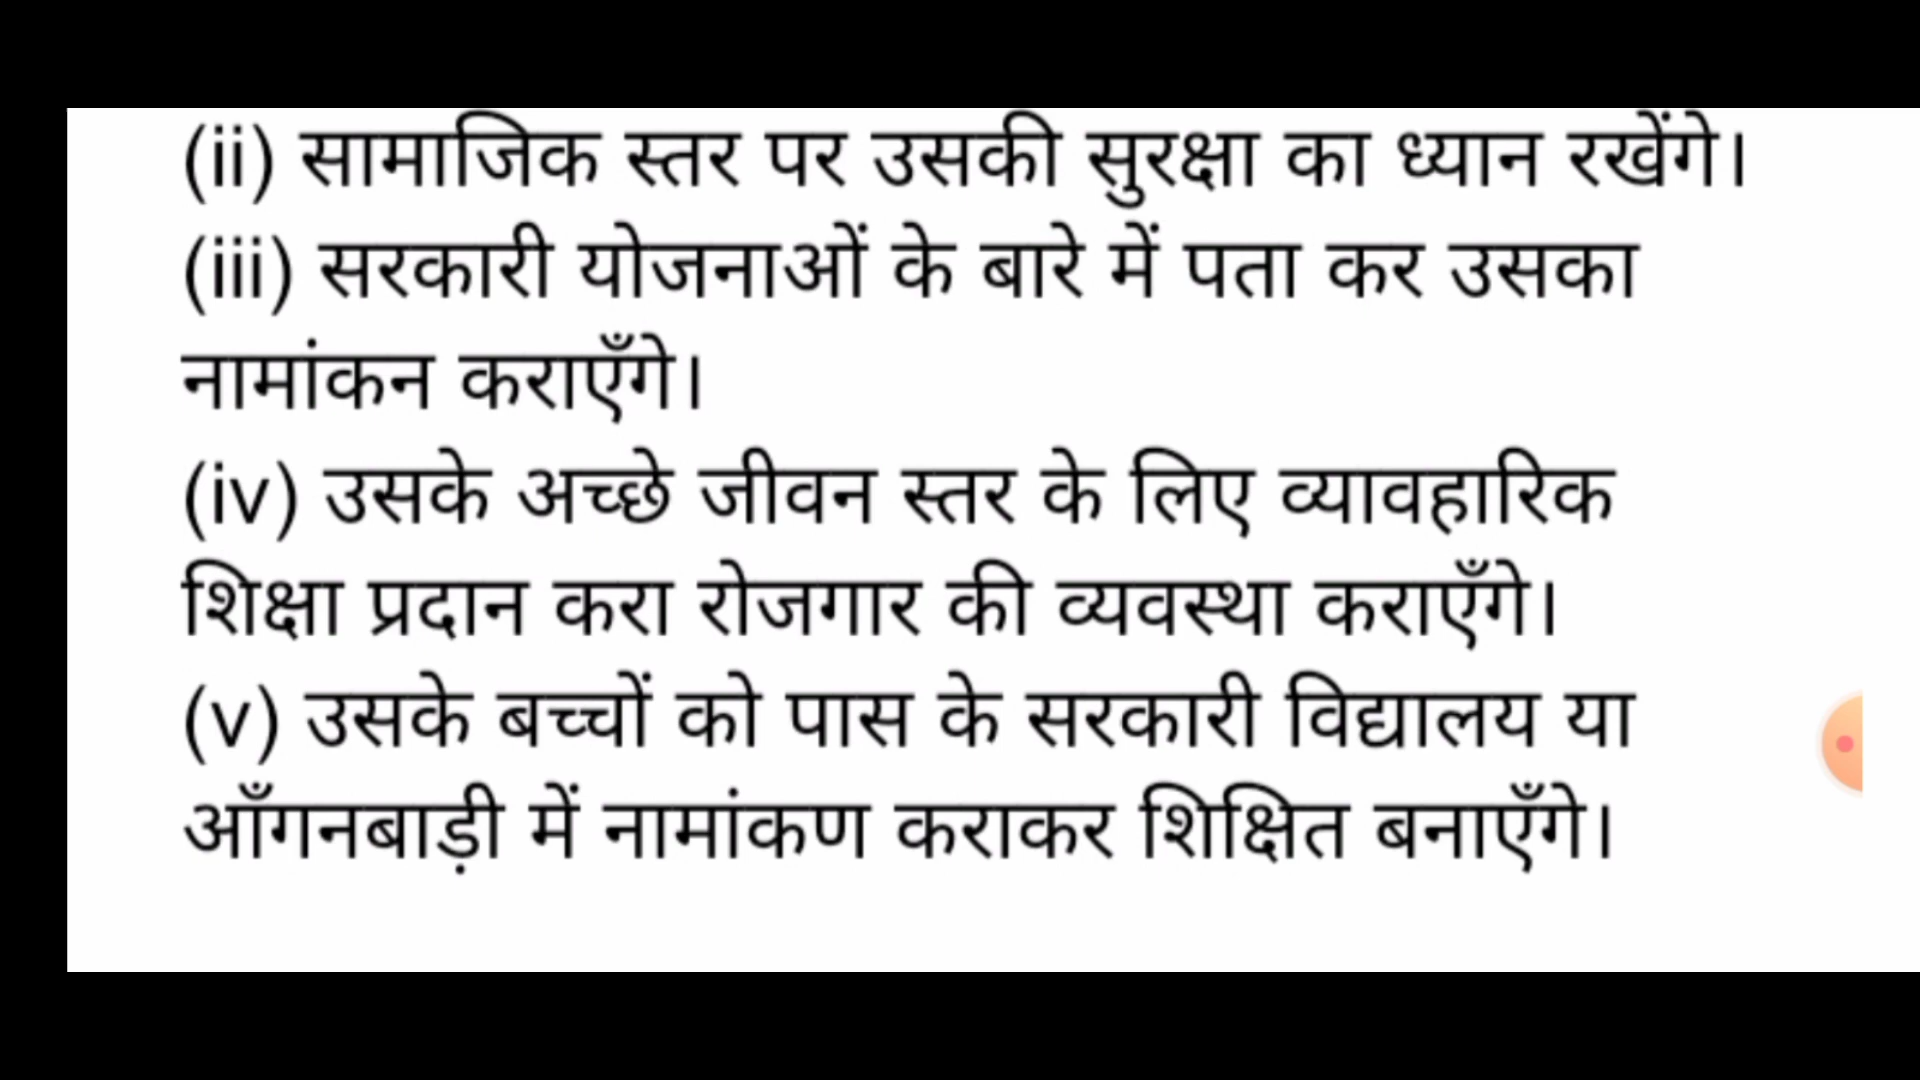 (ii) सामाजिक स्तर पर उसकी सुरक्षा का ध्यान रखेंगे।
(iii) सरकारी योजनाओं के बारे में पता कर उसका
नामांकन कराएँगे।
(iv) उसके अच्छे जीवन स्तर के लिए व्यावहारिक
शिक्षा प्रदान करा रोजगार की व्यवस्था कराएँगे।
(v) उसके बच्चों को पास के सरकारी विद्यालय या
आँगनबाड़ी में नामांकण कराकर शिक्षित बनाएँगे।